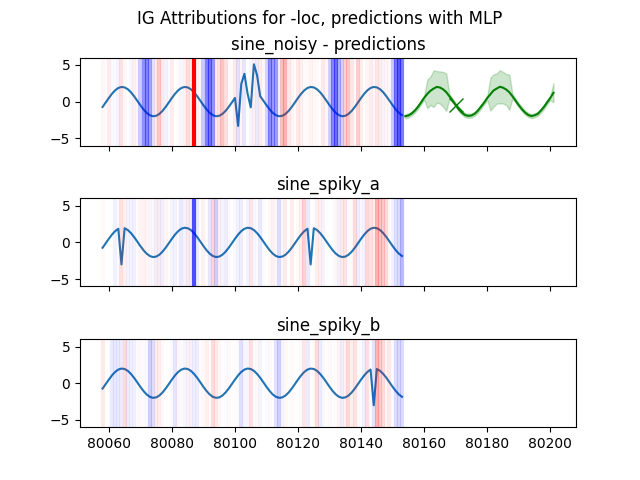 IG Attributions for -loc, predictions with MLP
sine_noisy - predictions
5
0
−5
sine_spiky_a
5
0
−5
sine_spiky_b
5
0
−5
80060 80080 80100 80120 80140 80160 80180 80200